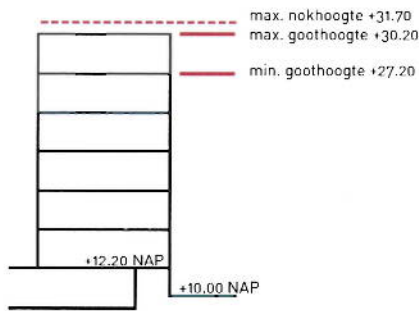 max. nokhoogte +31.70
max. goothoogte +30.20
min. goothoogte +27.20
+12.20 NAP
+10.00 NAP